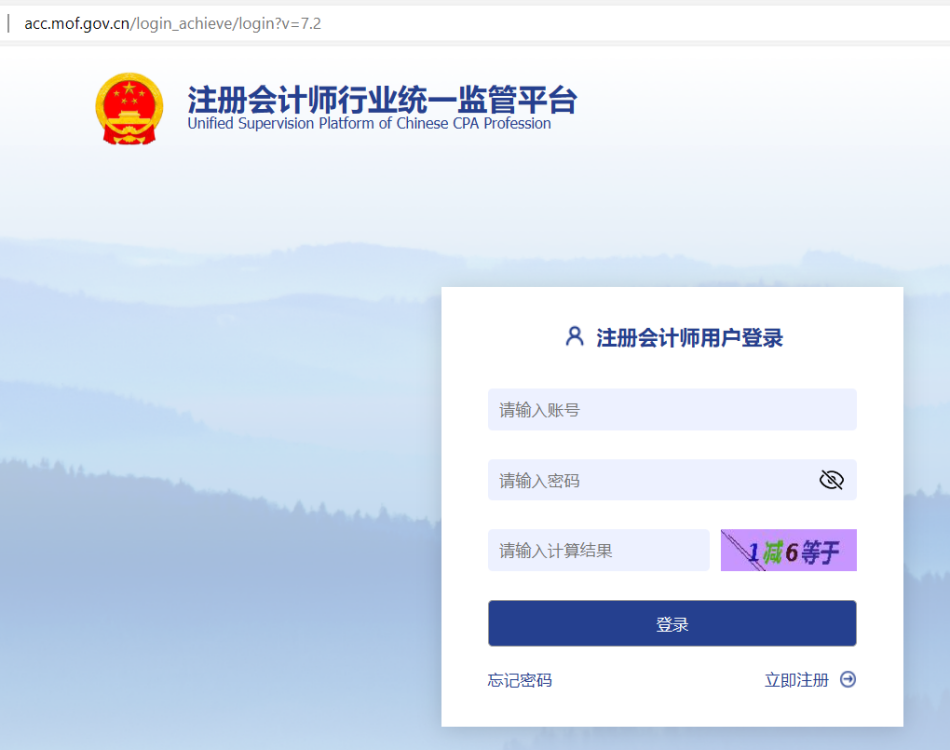 acc.mof.gov.cn/login_achieve/login?v=7.2
注册会计师行业统一监管平台
Unified Supervision Platform of Chinese CPA Profession
注册会计师用户登录
请输入账号
请输入密码
请输入计算结果 1减6等于
登录
忘记密码 立即注册